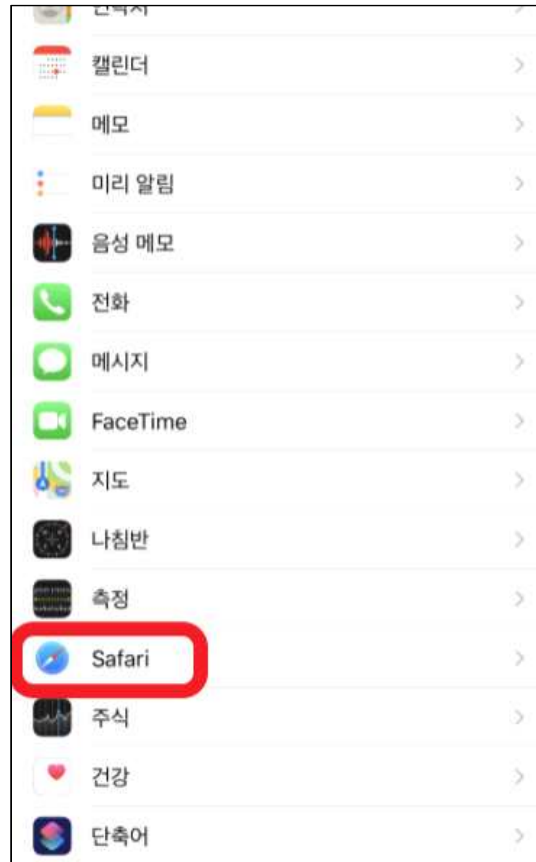 캘린더
메모
미리 알림
음성 메모
전화
메시지
FaceTime
지도
나침반
측정
Safari
주식
건강
단축어